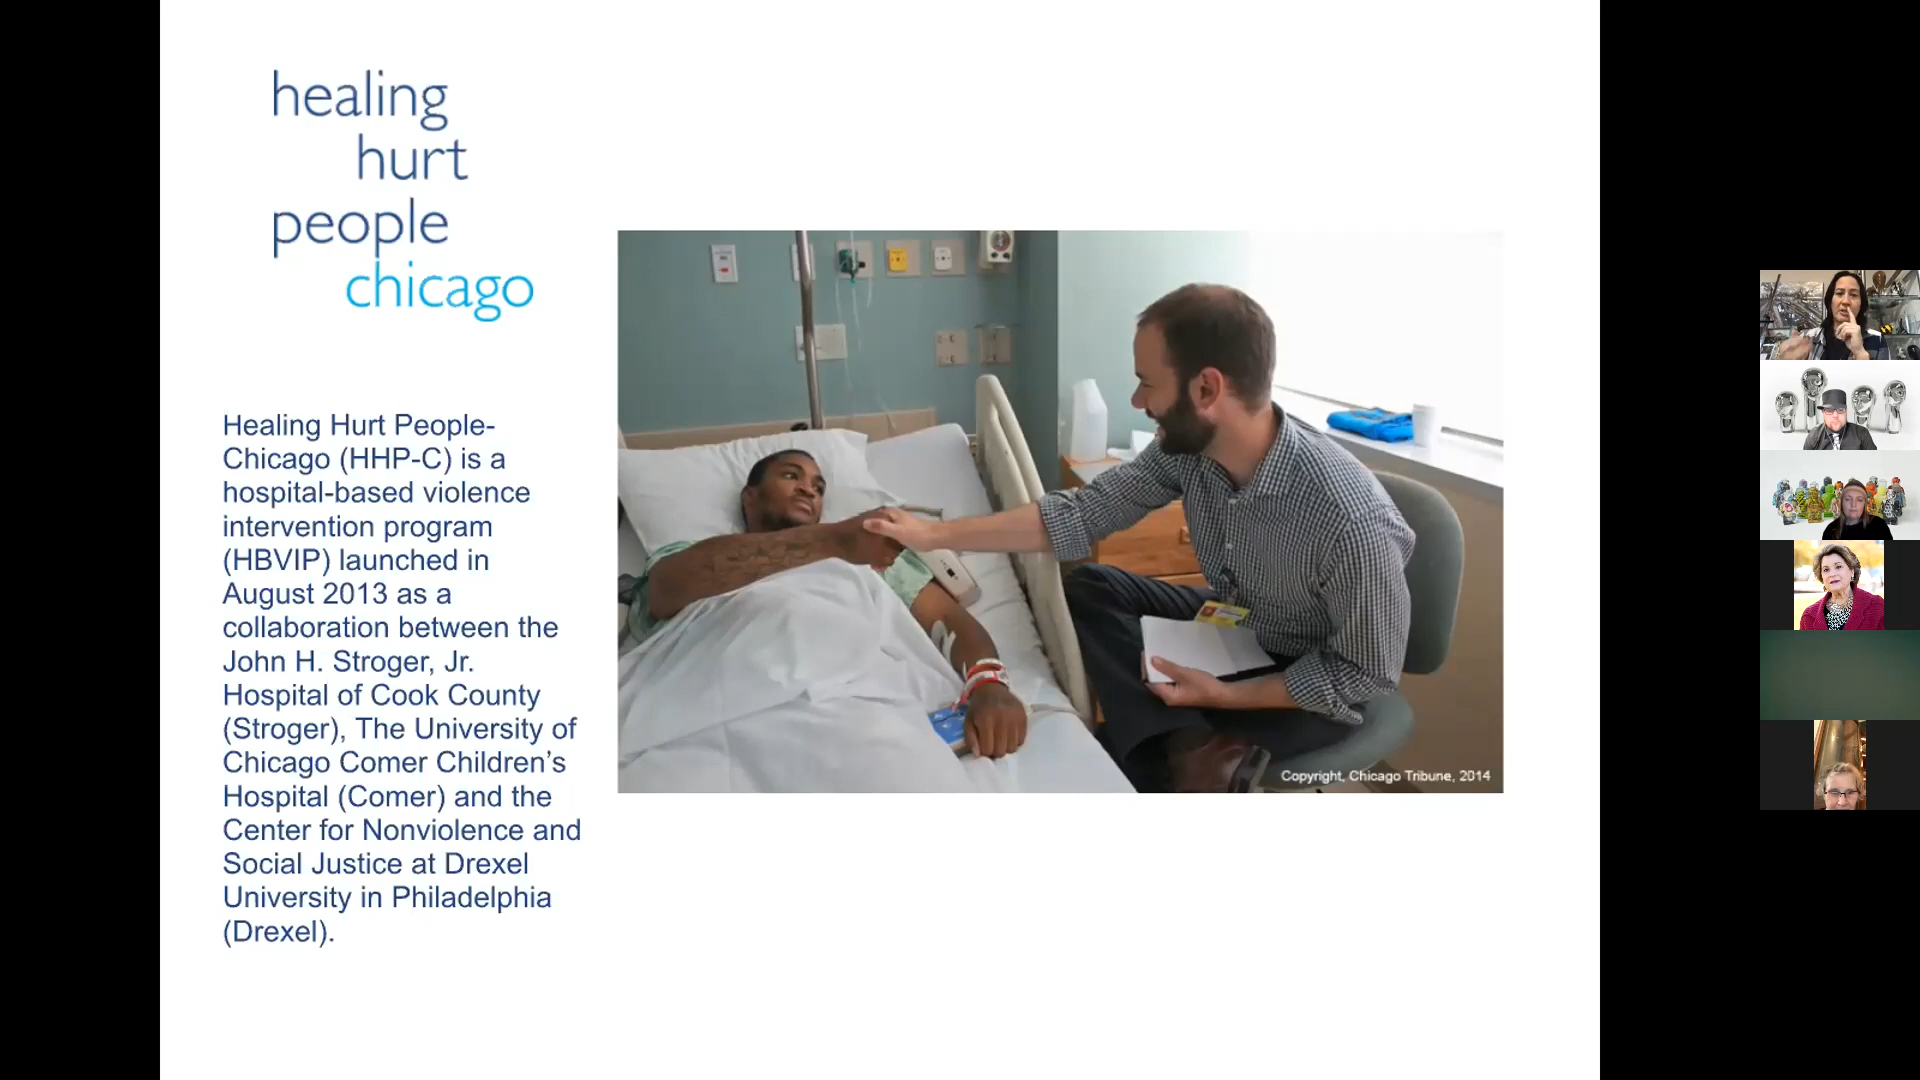 healing
hurt
people
chicago
Healing Hurt People-
Chicago (HHP-C) is a
hospital-based violence
intervention program
(HBVIP) launched in
August 2013 as a
collaboration between the
John H. Stroger, Jr.
Hospital of Cook County
(Stroger), The University of
Chicago Comer Children’s
Hospital (Comer) and the
Center for Nonviolence and
Social Justice at Drexel
University in Philadelphia
(Drexel).
Copyright, Chicago Tribune, 2014